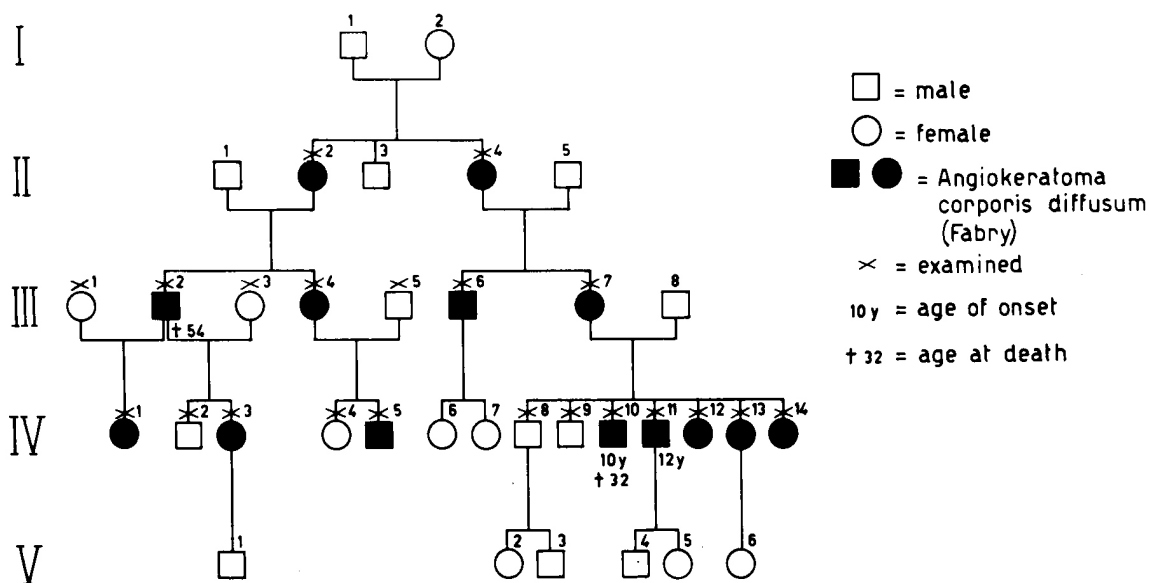 I
1 2
II
1 × 2 3 × 4 5
III
× 1 × 2 × 3 × 4 × 5 × 6 × 7 8
† 54
IV
× 1 × 2 × 3 × 4 × 5 6 7 × 8 × 9 × 10 × 11 × 12 × 13 × 14
10 y 12 y
† 32
V
1 2 3 4 5 6
= male
= female
= Angiokeratoma
corporis diffusum
(Fabry)
× = examined
10 y = age of onset
† 32 = age at death